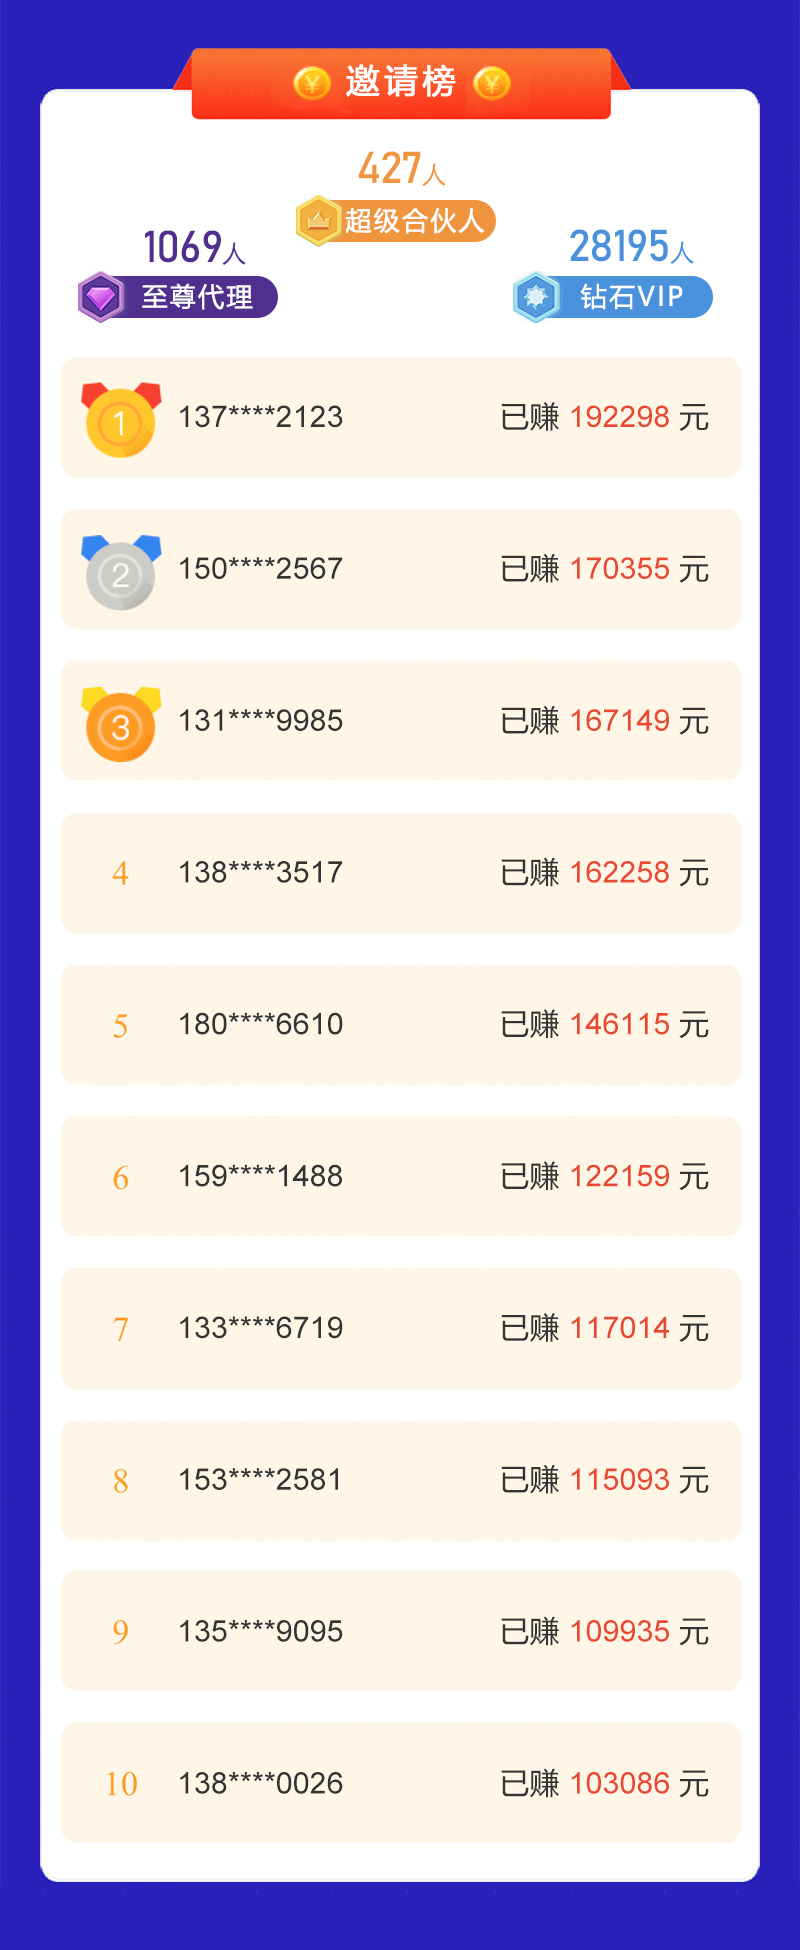 邀请榜
427人
超级合伙人
1069人
至尊代理
28195人
钻石VIP
1 137****2123 已赚 192298 元
2 150****2567 已赚 170355 元
3 131****9985 已赚 167149 元
4 138****3517 已赚 162258 元
5 180****6610 已赚 146115 元
6 159****1488 已赚 122159 元
7 133****6719 已赚 117014 元
8 153****2581 已赚 115093 元
9 135****9095 已赚 109935 元
10 138****0026 已赚 103086 元